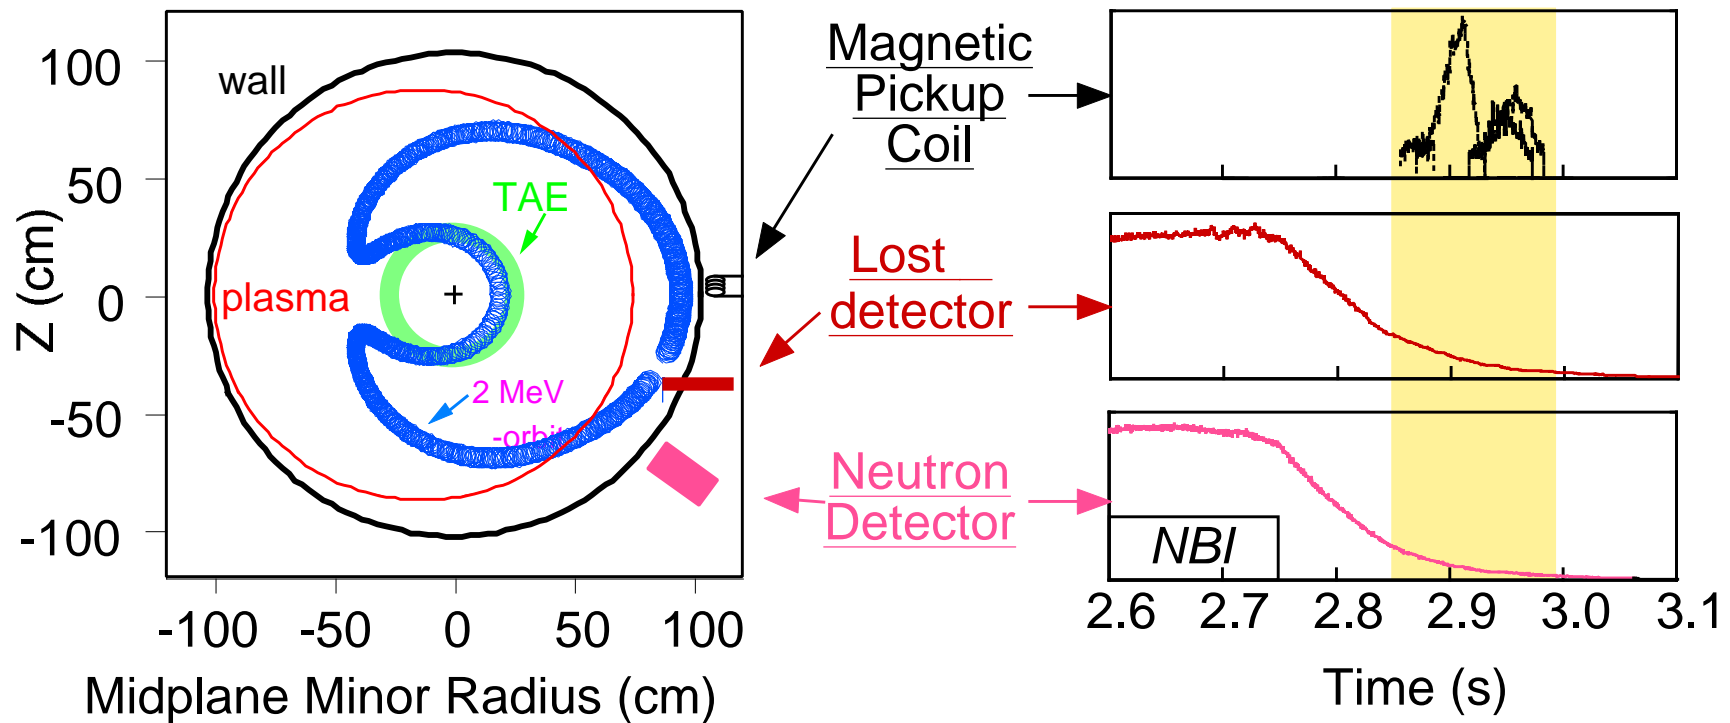 100
50
0
-50
-100
Z (cm)
-100
-50
0
50
100
Midplane Minor Radius (cm)
wall
plasma
TAE
2 MeV
-orbit
Magnetic
Pickup
Coil
Lost
detector
Neutron
Detector
NBI
2.6
2.7
2.8
2.9
3.0
3.1
Time (s)